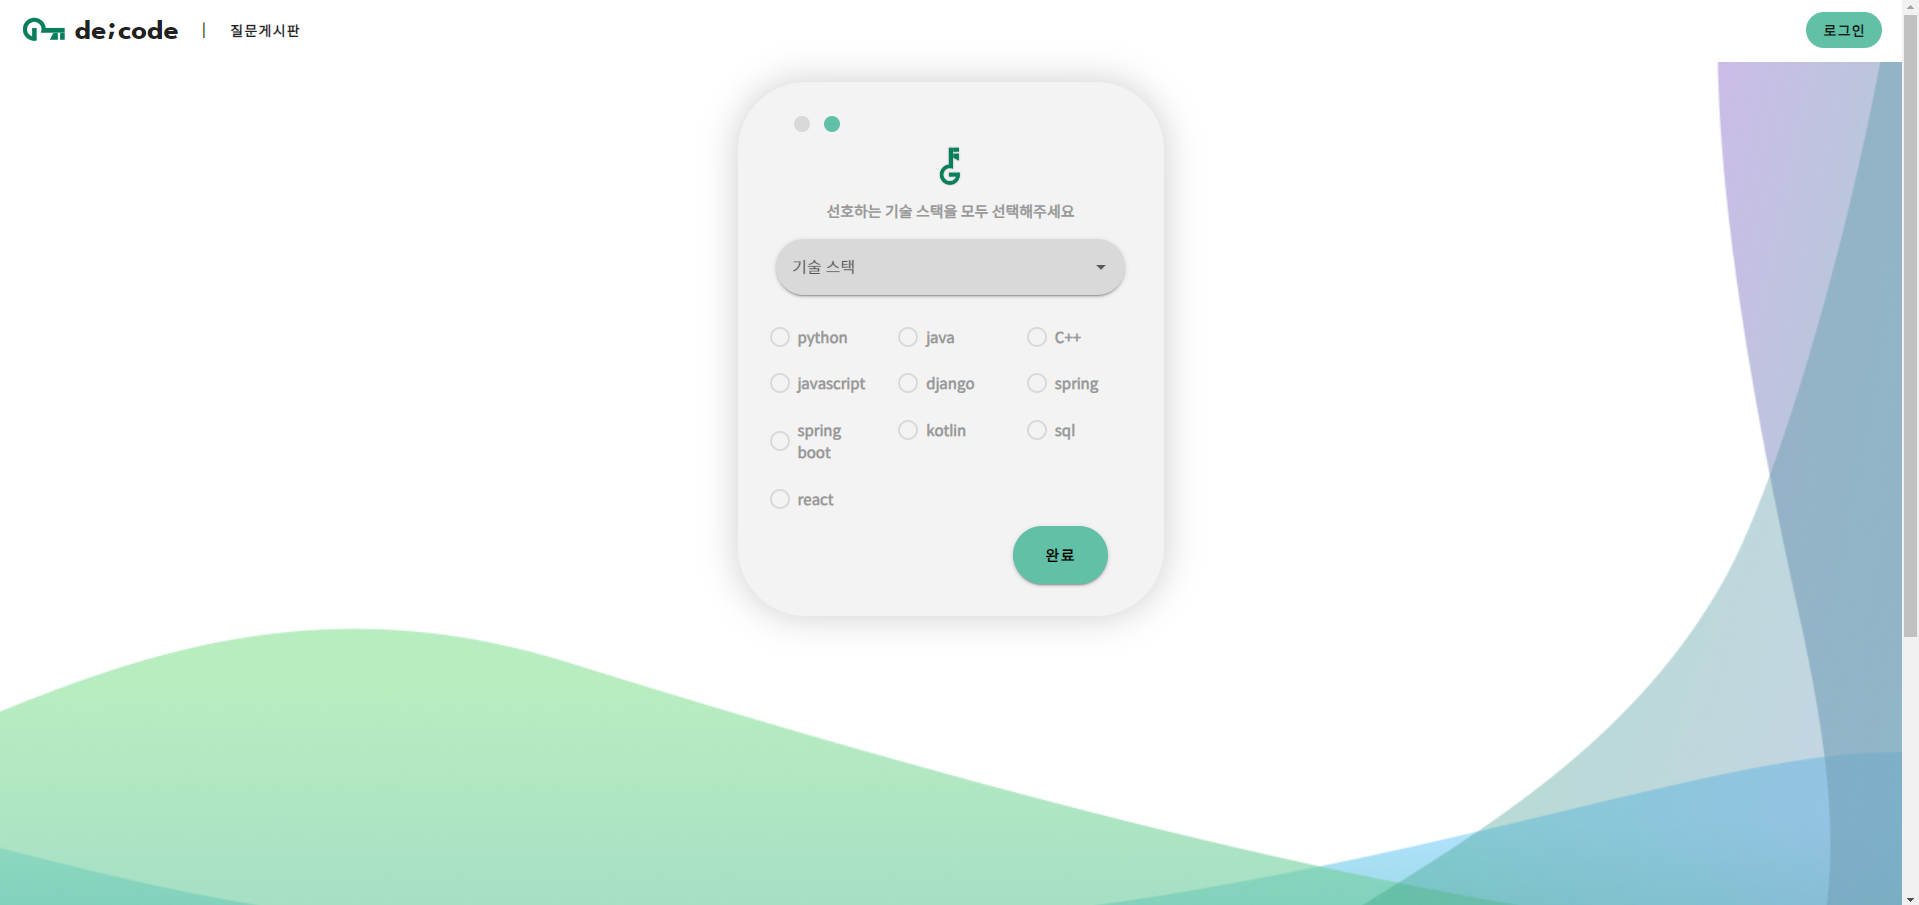 de;code | 질문게시판 로그인
선호하는 기술 스택을 모두 선택해주세요
기술 스택
python java C++
javascript django spring
spring boot kotlin sql
react
완료